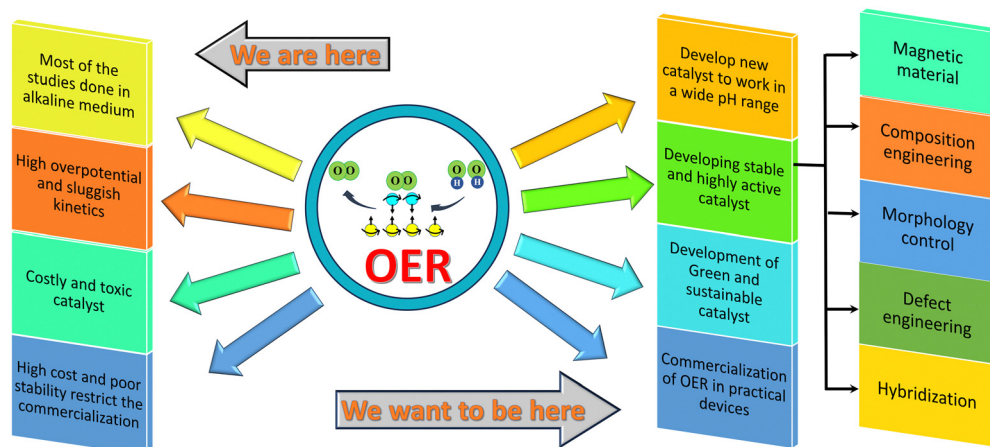 We are here
Most of the
studies done in
alkaline medium
High overpotential
and sluggish
kinetics
Costly and toxic
catalyst
High cost and poor
stability restrict the
commercialization
O O
O O
O O
H H
OER
We want to be here
Develop new
catalyst to work in
a wide pH range
Developing stable
and highly active
catalyst
Development of
Green and
sustainable
catalyst
Commercialization
of OER in practical
devices
Magnetic
material
Composition
engineering
Morphology
control
Defect
engineering
Hybridization